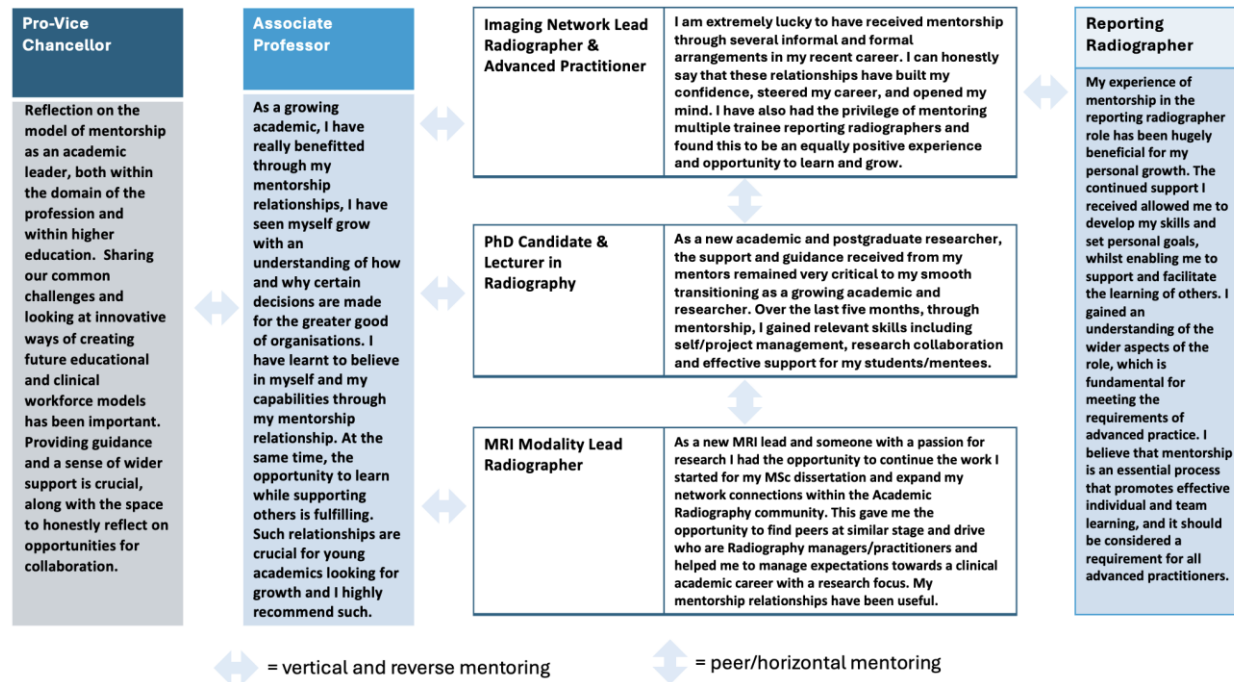 Pro-Vice
Chancellor
Reflection on the
model of mentorship
as an academic
leader, both within
the domain of the
profession and
within higher
education.  Sharing
our common
challenges and
looking at innovative
ways of creating
future educational
and clinical
workforce models
has been important.
Providing guidance
and a sense of wider
support is crucial,
along with the space
to honestly reflect on
opportunities for
collaboration.
Associate
Professor
As a growing
academic, I have
really benefitted
through my
mentorship
relationships, I have
seen myself grow
with an
understanding of how
and why certain
decisions are made
for the greater good
of organisations. I
have learnt to believe
in myself and my
capabilities through
my mentorship
relationship. At the
same time, the
opportunity to learn
while supporting
others is fulfilling.
Such relationships are
crucial for young
academics looking for
growth and I highly
recommend such.
Imaging Network Lead
Radiographer &
Advanced Practitioner
I am extremely lucky to have received mentorship
through several informal and formal
arrangements in my recent career. I can honestly
say that these relationships have built my
confidence, steered my career, and opened my
mind. I have also had the privilege of mentoring
multiple trainee reporting radiographers and
found this to be an equally positive experience
and opportunity to learn and grow.
PhD Candidate &
Lecturer in
Radiography
As a new academic and postgraduate researcher,
the support and guidance received from my
mentors remained very critical to my smooth
transitioning as a growing academic and
researcher. Over the last five months, through
mentorship, I gained relevant skills including
self/project management, research collaboration
and effective support for my students/mentees.
MRI Modality Lead
Radiographer
As a new MRI lead and someone with a passion for
research I had the opportunity to continue the work I
started for my MSc dissertation and expand my
network connections within the Academic
Radiography community. This gave me the
opportunity to find peers at similar stage and drive
who are Radiography managers/practitioners and
helped me to manage expectations towards a clinical
academic career with a research focus. My
mentorship relationships have been useful.
Reporting
Radiographer
My experience of
mentorship in the
reporting radiographer
role has been hugely
beneficial for my
personal growth. The
continued support I
received allowed me to
develop my skills and
set personal goals,
whilst enabling me to
support and facilitate
the learning of others. I
gained an
understanding of the
wider aspects of the
role, which is
fundamental for
meeting the
requirements of
advanced practice. I
believe that mentorship
is an essential process
that promotes effective
individual and team
learning, and it should
be considered a
requirement for all
advanced practitioners.
= vertical and reverse mentoring
= peer/horizontal mentoring